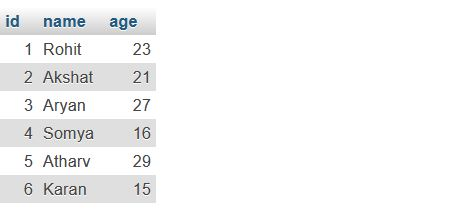 id name age
1 Rohit 23
2 Akshat 21
3 Aryan 27
4 Somya 16
5 Atharv 29
6 Karan 15